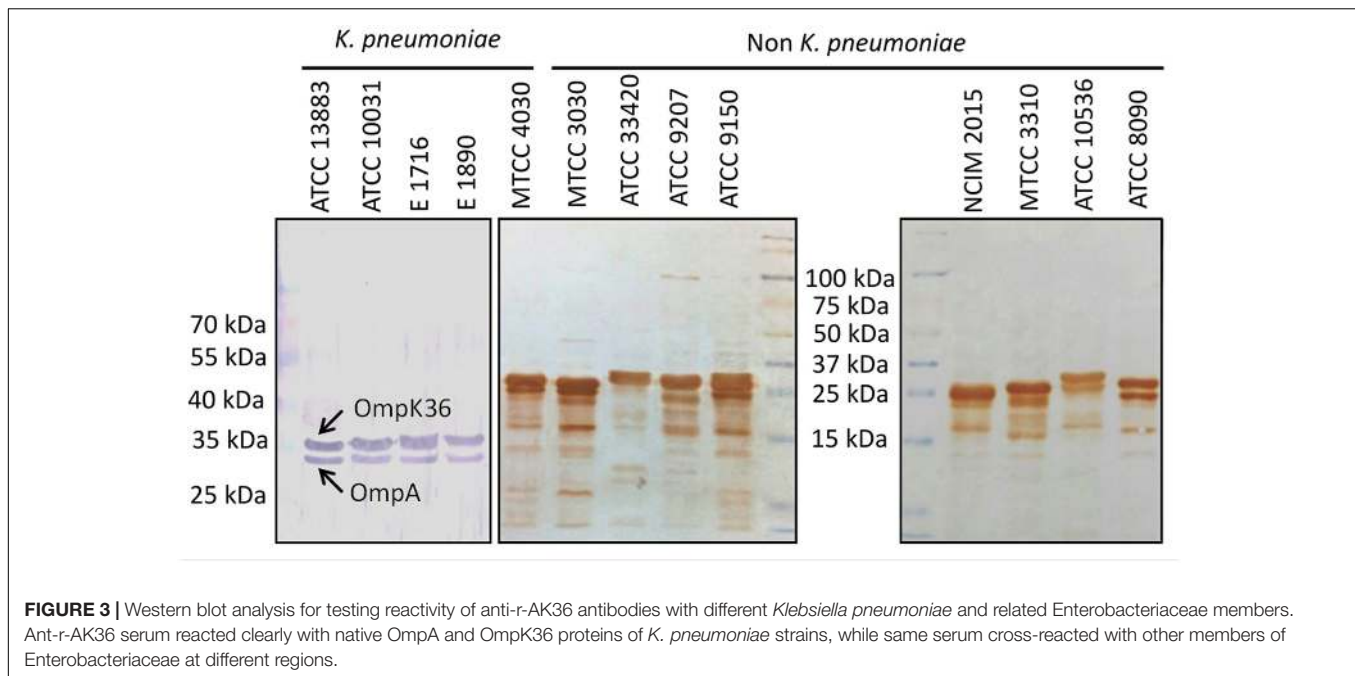 K. pneumoniae
Non K. pneumoniae
ATCC 13883
ATCC 10031
E 1716
E 1890
MTCC 4030
MTCC 3030
ATCC 33420
ATCC 9207
ATCC 9150
NCIM 2015
MTCC 3310
ATCC 10536
ATCC 8090
70 kDa
55 kDa
40 kDa
35 kDa
25 kDa
OmpK36
OmpA
100 kDa
75 kDa
50 kDa
37 kDa
25 kDa
15 kDa
FIGURE 3 | Western blot analysis for testing reactivity of anti-r-AK36 antibodies with different Klebsiella pneumoniae and related Enterobacteriaceae members.
Ant-r-AK36 serum reacted clearly with native OmpA and OmpK36 proteins of K. pneumoniae strains, while same serum cross-reacted with other members of
Enterobacteriaceae at different regions.